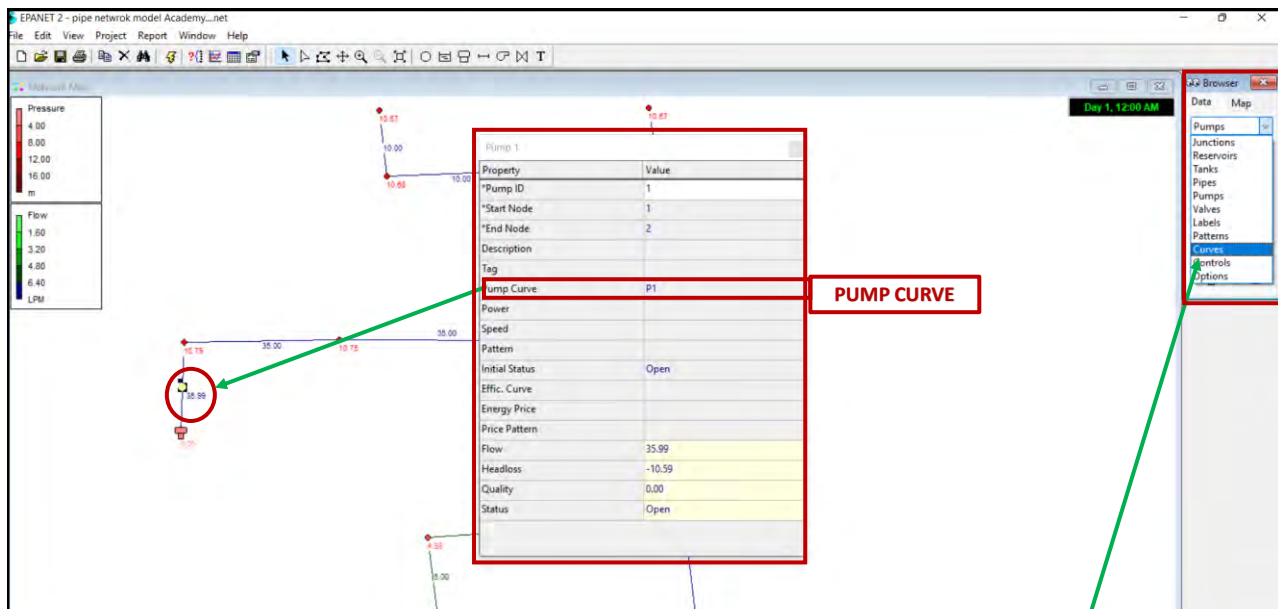 EPANET 2 - pipe netwrok model Academy....net
File Edit View Project Report Window Help
T
Day 1, 12:00 AM
Browser
Data Map
Pumps
Junctions
Reservoirs
Tanks
Pipes
Pumps
Valves
Labels
Patterns
Curves
Controls
Options
Pressure
4.00
8.00
12.00
16.00
m
Flow
1.60
3.20
4.80
6.40
LPM
10.67
10.00
10.68
10.00
10.67
35.00
10.75
35.00
10.75
35.99
4.58
5.00
Pump 1
Property Value
*Pump ID 1
*Start Node 1
*End Node 2
Description
Tag
Pump Curve P1
Power
Speed
Pattern
Initial Status Open
Effic. Curve
Energy Price
Price Pattern
Flow 35.99
Headloss -10.59
Quality 0.00
Status Open
PUMP CURVE